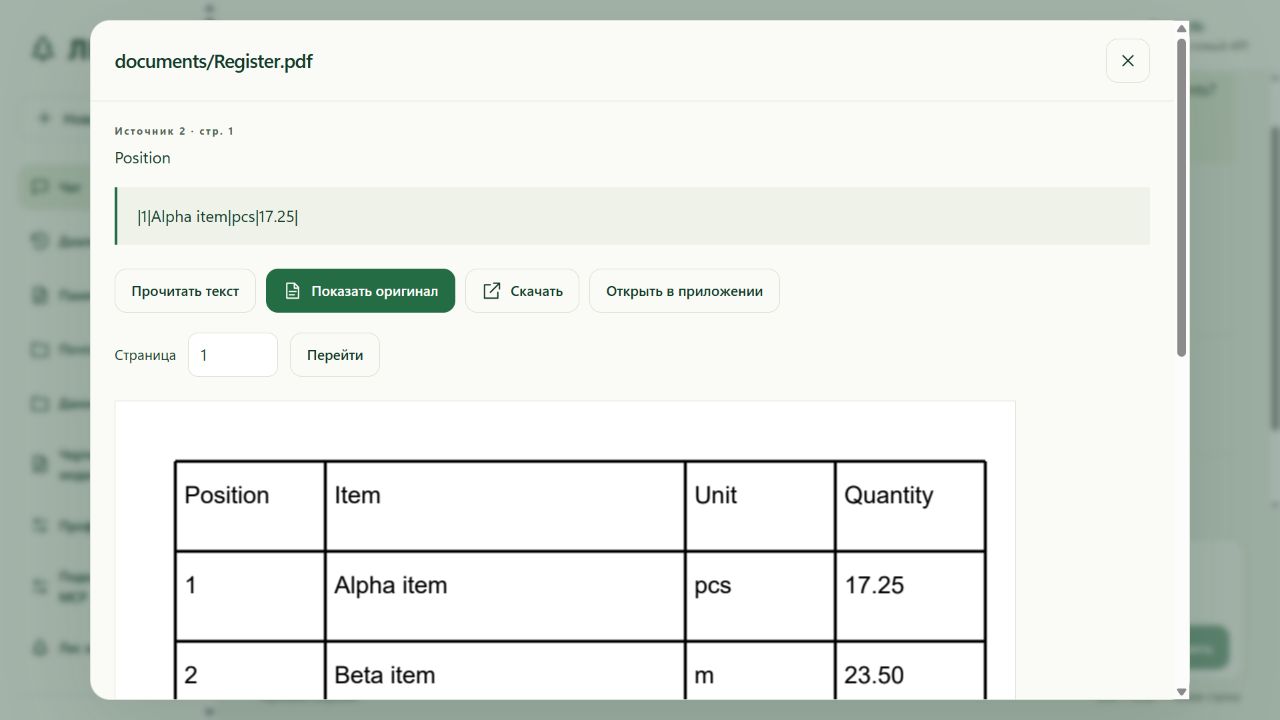 documents/Register.pdf
Источник 2 · стр. 1
Position
|1|Alpha item|pcs|17.25|
Прочитать текст Показать оригинал Скачать Открыть в приложении
Страница 1 Перейти
Position Item Unit Quantity
1 Alpha item pcs 17.25
2 Beta item m 23.50